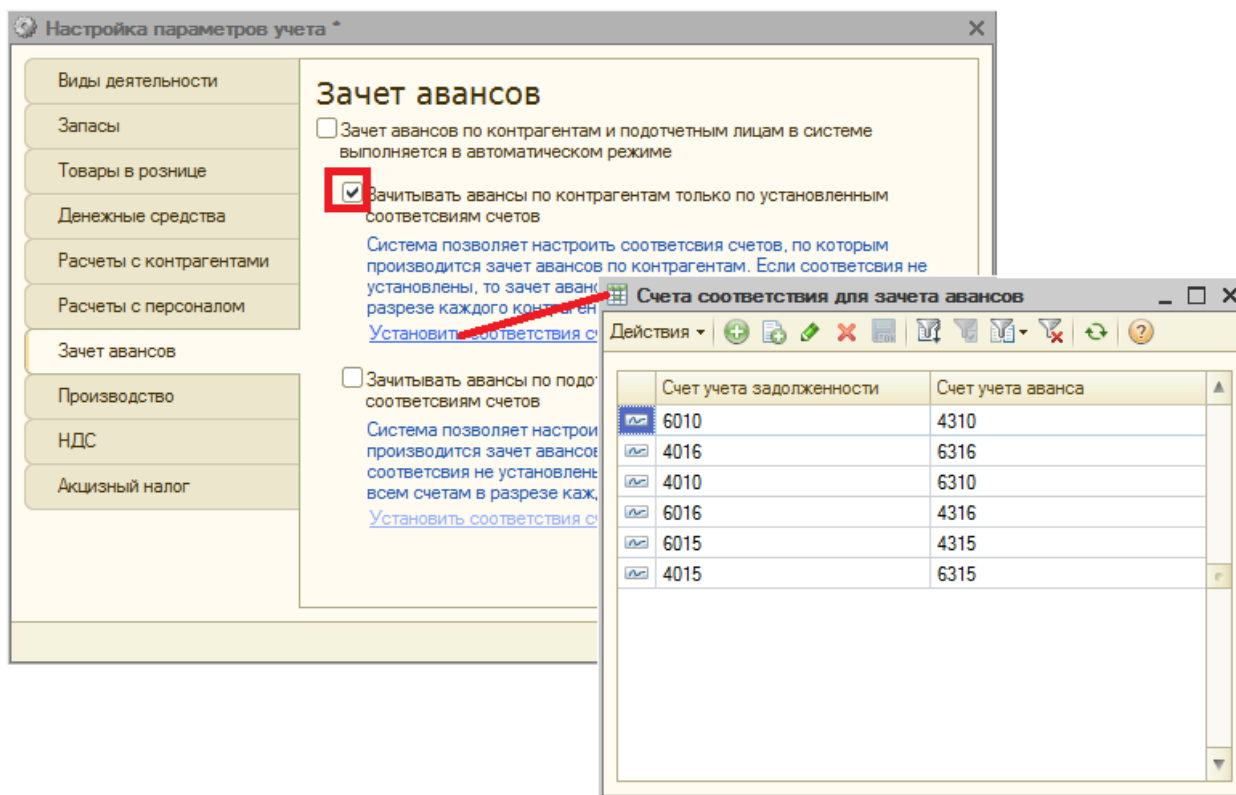 Настройка параметров учета *
Виды деятельности
Запасы
Товары в рознице
Денежные средства
Расчеты с контрагентами
Расчеты с персоналом
Зачет авансов
Производство
НДС
Акцизный налог
Зачет авансов
Зачет авансов по контрагентам и подотчетным лицам в системе
выполняется в автоматическом режиме
Зачитывать авансы по контрагентам только по установленным
соответсвиям счетов
Система позволяет настроить соответсвия счетов, по которым
производится зачет авансов по контрагентам. Если соответсвия не
установлены, то зачет аванс
разрезе каждого контраген
Установить соответствия сч
Зачитывать авансы по подот
соответсвиям счетов
Система позволяет настрои
производится зачет авансов
соответсвия не установлены
всем счетам в разрезе каж
Установить соответствия сч
Счета соответствия для зачета авансов
Действия
Счет учета задолженности Счет учета аванса
6010 4310
4016 6316
4010 6310
6016 4316
6015 4315
4015 6315